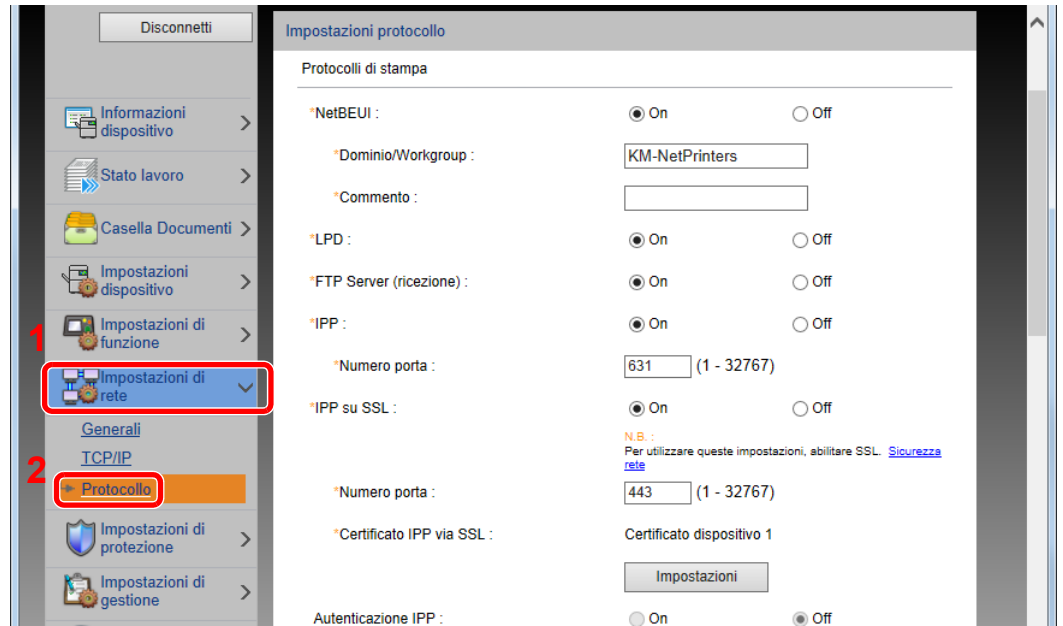 Disconnetti
Informazioni
dispositivo
Stato lavoro
Casella Documenti
Impostazioni
dispositivo
1
Impostazioni di
funzione
Impostazioni di
rete
Generali
TCP/IP
2
Protocollo
Impostazioni di
protezione
Impostazioni di
gestione
Impostazioni protocollo
Protocolli di stampa
*NetBEUI : On Off
*Dominio/Workgroup : KM-NetPrinters
*Commento :
*LPD : On Off
*FTP Server (ricezione) : On Off
*IPP : On Off
*Numero porta : 631 (1 - 32767)
*IPP su SSL : On Off
N.B. :
Per utilizzare queste impostazioni, abilitare SSL. Sicurezza
rete
*Numero porta : 443 (1 - 32767)
*Certificato IPP via SSL : Certificato dispositivo 1
Impostazioni
Autenticazione IPP : On Off